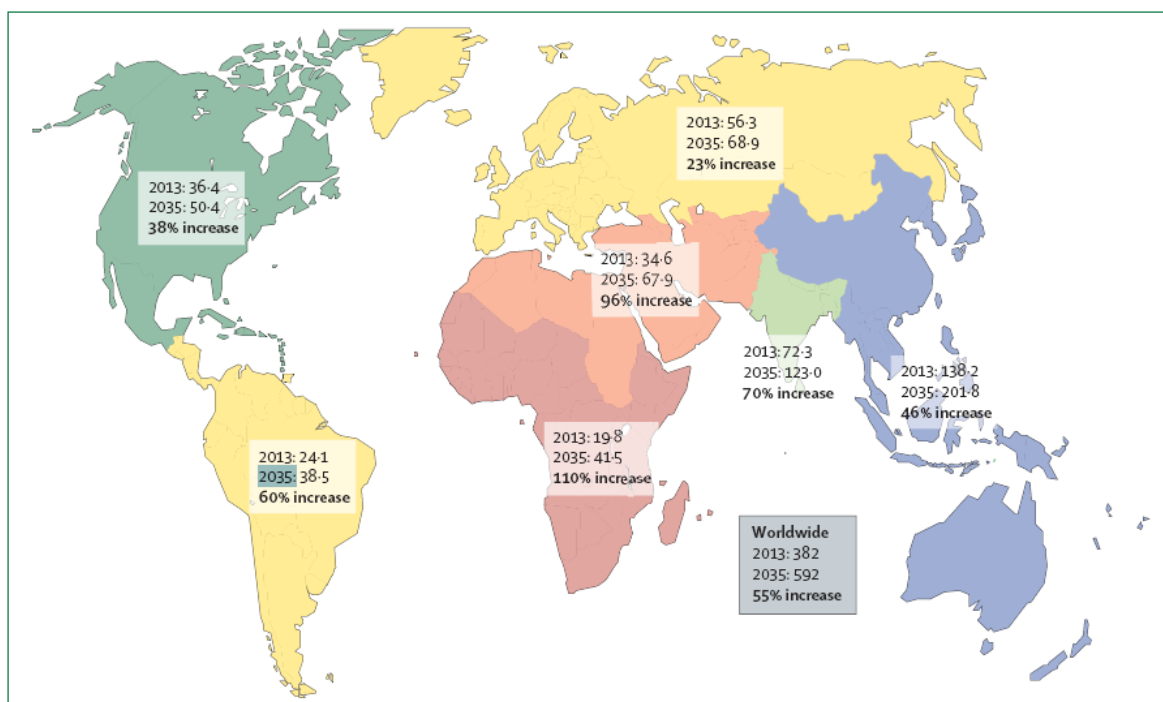 2013: 36·4
2035: 50·4
38% increase
2013: 56·3
2035: 68·9
23% increase
2013: 34·6
2035: 67·9
96% increase
2013: 72·3
2035: 123·0
70% increase
2013: 138·2
2035: 201·8
46% increase
2013: 24·1
2035: 38·5
60% increase
2013: 19·8
2035: 41·5
110% increase
Worldwide
2013: 382
2035: 592
55% increase